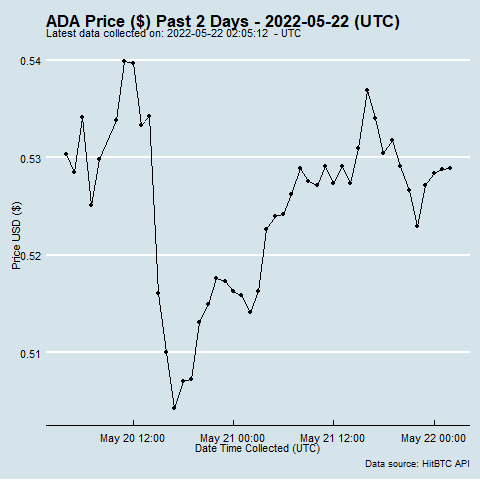 ADA Price ($) Past 2 Days - 2022-05-22 (UTC)
Latest data collected on: 2022-05-22 02:05:12 - UTC
0.54
0.53
0.52
0.51
Price USD ($)
May 20 12:00
May 21 00:00
May 21 12:00
May 22 00:00
Date Time Collected (UTC)
Data source: HitBTC API